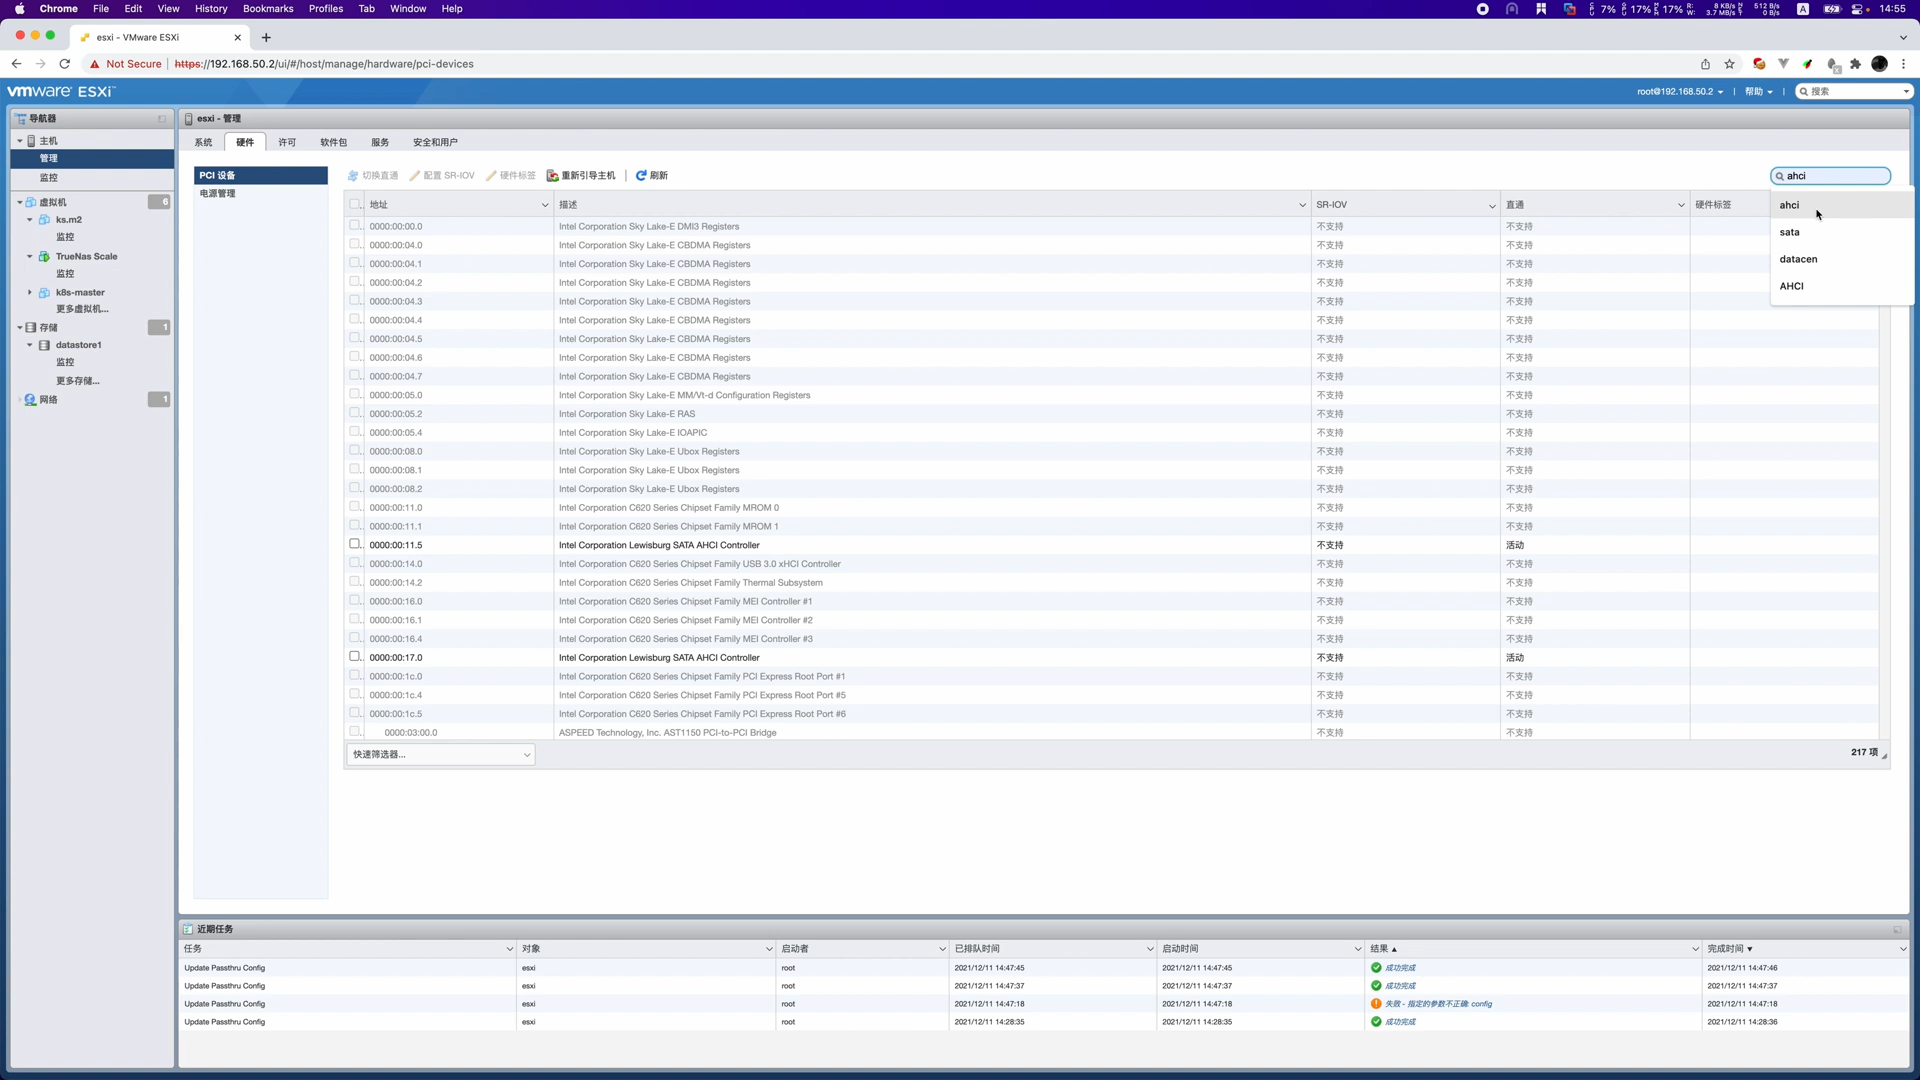 Chrome File Edit View History Bookmarks Profiles Tab Window Help
7% 17% 17% R: 8 KB/s 512 B/s A 14:55
W: 3.7 MB/s 0 B/s
esxi - VMware ESXi
Not Secure https://192.168.50.2/ui/#/host/manage/hardware/pci-devices
vmware ESXi root@192.168.50.2 帮助 搜索
导航器
主机
管理
监控
虚拟机 6
ks.m2
监控
TrueNas Scale
监控
k8s-master
更多虚拟机...
存储 1
datastore1
监控
更多存储...
网络 1
esxi - 管理
系统 硬件 许可 软件包 服务 安全和用户
PCI 设备
电源管理
切换直通 配置 SR-IOV 硬件标签 重新引导主机 刷新 ahci
ahci
sata
datacen
AHCI
地址 描述 SR-IOV 直通 硬件标签
0000:00:00.0 Intel Corporation Sky Lake-E DMI3 Registers 不支持 不支持
0000:00:04.0 Intel Corporation Sky Lake-E CBDMA Registers 不支持 不支持
0000:00:04.1 Intel Corporation Sky Lake-E CBDMA Registers 不支持 不支持
0000:00:04.2 Intel Corporation Sky Lake-E CBDMA Registers 不支持 不支持
0000:00:04.3 Intel Corporation Sky Lake-E CBDMA Registers 不支持 不支持
0000:00:04.4 Intel Corporation Sky Lake-E CBDMA Registers 不支持 不支持
0000:00:04.5 Intel Corporation Sky Lake-E CBDMA Registers 不支持 不支持
0000:00:04.6 Intel Corporation Sky Lake-E CBDMA Registers 不支持 不支持
0000:00:04.7 Intel Corporation Sky Lake-E CBDMA Registers 不支持 不支持
0000:00:05.0 Intel Corporation Sky Lake-E MM/Vt-d Configuration Registers 不支持 不支持
0000:00:05.2 Intel Corporation Sky Lake-E RAS 不支持 不支持
0000:00:05.4 Intel Corporation Sky Lake-E IOAPIC 不支持 不支持
0000:00:08.0 Intel Corporation Sky Lake-E Ubox Registers 不支持 不支持
0000:00:08.1 Intel Corporation Sky Lake-E Ubox Registers 不支持 不支持
0000:00:08.2 Intel Corporation Sky Lake-E Ubox Registers 不支持 不支持
0000:00:11.0 Intel Corporation C620 Series Chipset Family MROM 0 不支持 不支持
0000:00:11.1 Intel Corporation C620 Series Chipset Family MROM 1 不支持 不支持
0000:00:11.5 Intel Corporation Lewisburg SATA AHCI Controller 不支持 活动
0000:00:14.0 Intel Corporation C620 Series Chipset Family USB 3.0 xHCI Controller 不支持 不支持
0000:00:14.2 Intel Corporation C620 Series Chipset Family Thermal Subsystem 不支持 不支持
0000:00:16.0 Intel Corporation C620 Series Chipset Family MEI Controller #1 不支持 不支持
0000:00:16.1 Intel Corporation C620 Series Chipset Family MEI Controller #2 不支持 不支持
0000:00:16.4 Intel Corporation C620 Series Chipset Family MEI Controller #3 不支持 不支持
0000:00:17.0 Intel Corporation Lewisburg SATA AHCI Controller 不支持 活动
0000:00:1c.0 Intel Corporation C620 Series Chipset Family PCI Express Root Port #1 不支持 不支持
0000:00:1c.4 Intel Corporation C620 Series Chipset Family PCI Express Root Port #5 不支持 不支持
0000:00:1c.5 Intel Corporation C620 Series Chipset Family PCI Express Root Port #6 不支持 不支持
0000:03:00.0 ASPEED Technology, Inc. AST1150 PCI-to-PCI Bridge 不支持 不支持
快速筛选器... 217 项
近期任务
任务 对象 启动者 已排队时间 启动时间 结果 ▲ 完成时间 ▼
Update Passthru Config esxi root 2021/12/11 14:47:45 2021/12/11 14:47:45 成功完成 2021/12/11 14:47:46
Update Passthru Config esxi root 2021/12/11 14:47:37 2021/12/11 14:47:37 成功完成 2021/12/11 14:47:37
Update Passthru Config esxi root 2021/12/11 14:47:18 2021/12/11 14:47:18 失败 - 指定的参数不正确: config 2021/12/11 14:47:18
Update Passthru Config esxi root 2021/12/11 14:28:35 2021/12/11 14:28:35 成功完成 2021/12/11 14:28:36